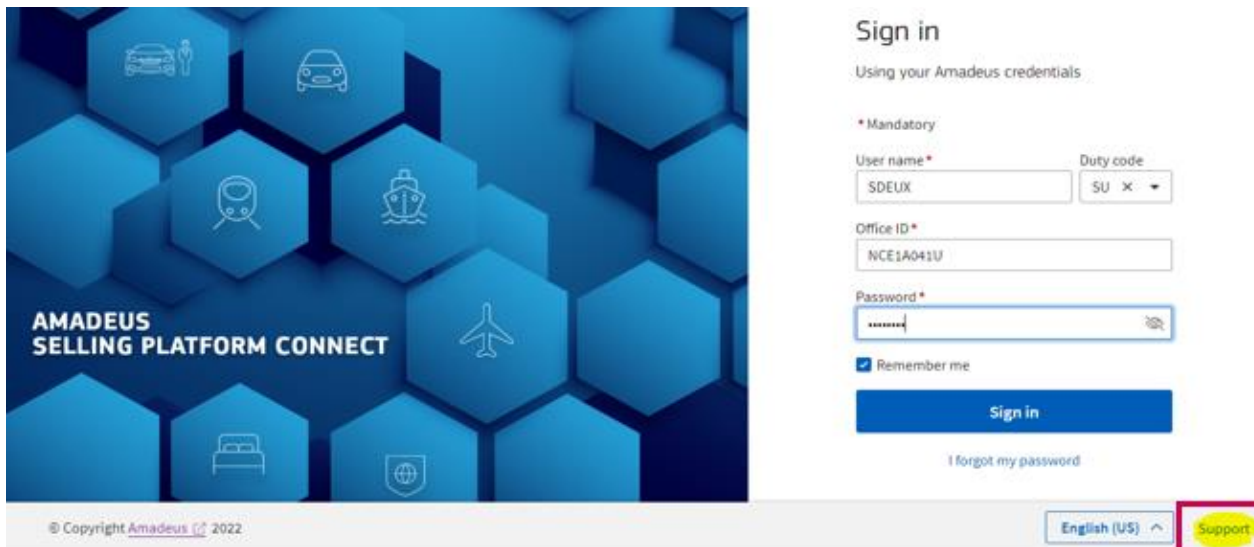 AMADEUS
SELLING PLATFORM CONNECT
Sign in
Using your Amadeus credentials
* Mandatory
User name * Duty code
SDEUX SU
Office ID *
NCE1A041U
Password *
Remember me
Sign in
I forgot my password
© Copyright Amadeus 2022 English (US) Support